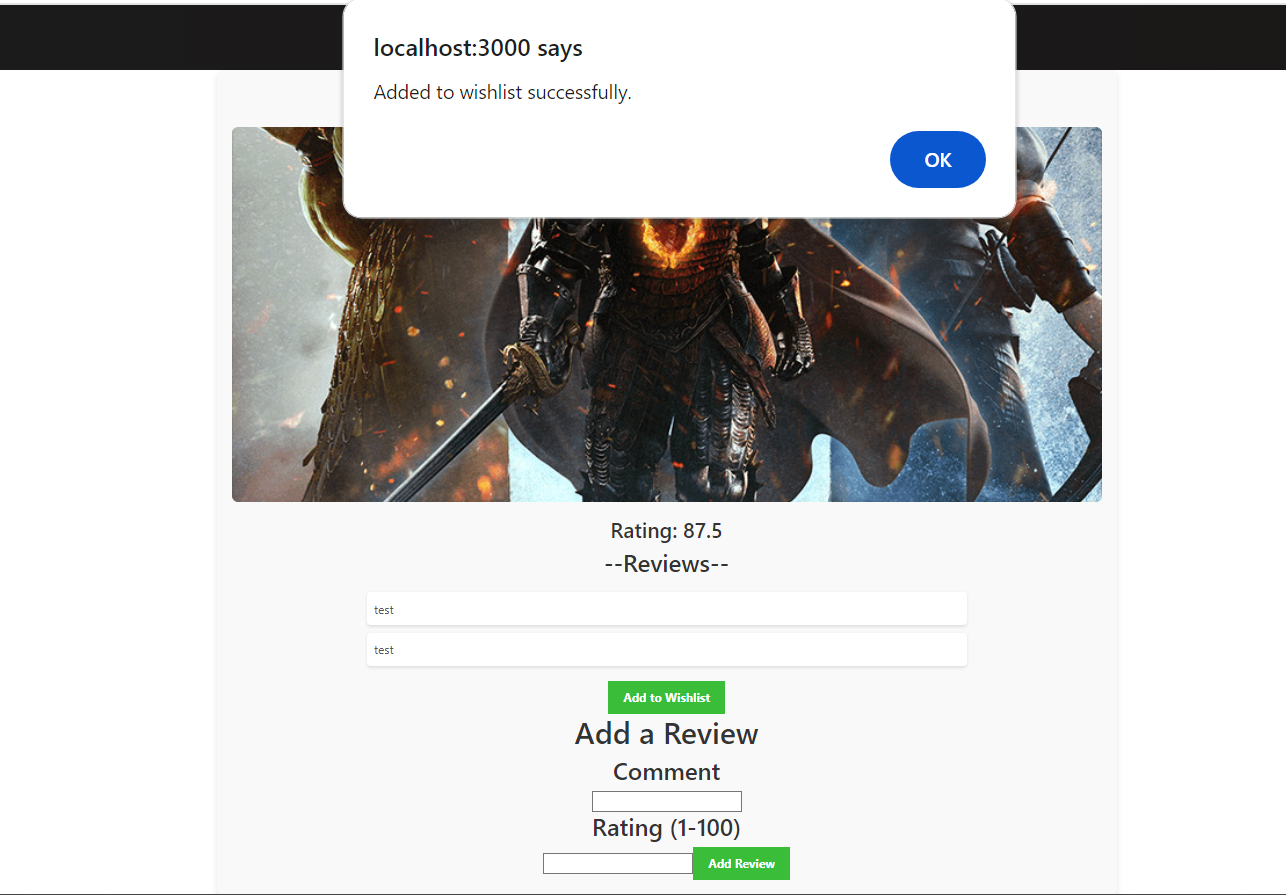 localhost:3000 says
Added to wishlist successfully.
OK
Rating: 87.5
--Reviews--
test
test
Add to Wishlist
Add a Review
Comment
Rating (1-100)
Add Review